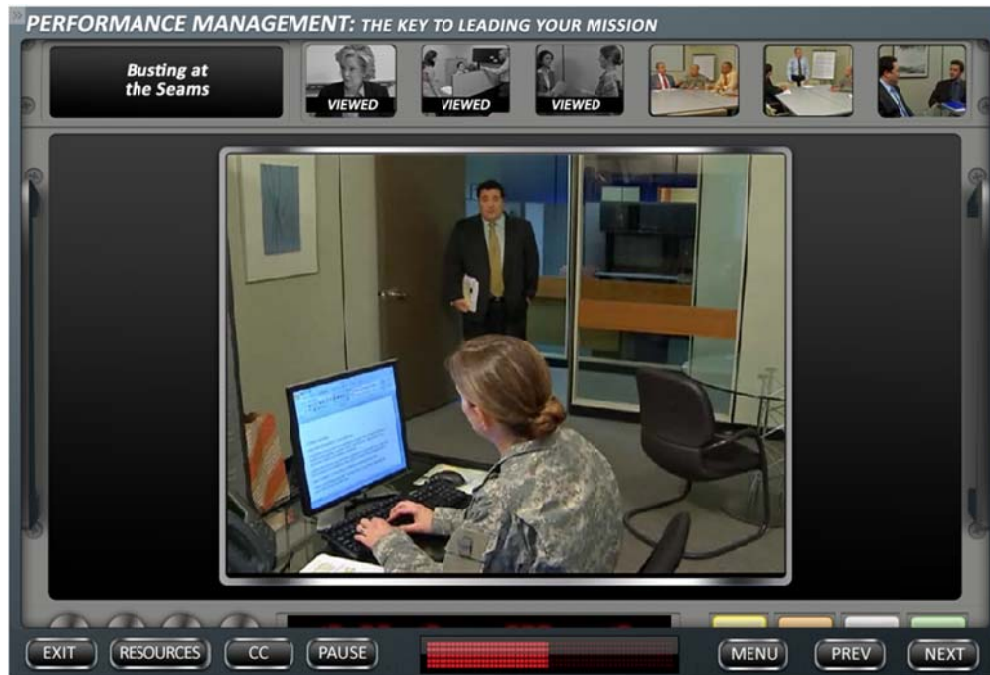 PERFORMANCE MANAGEMENT: THE KEY TO LEADING YOUR MISSION
Busting at
the Seams
VIEWED
VIEWED
VIEWED
EXIT
RESOURCES
CC
PAUSE
MENU
PREV
NEXT